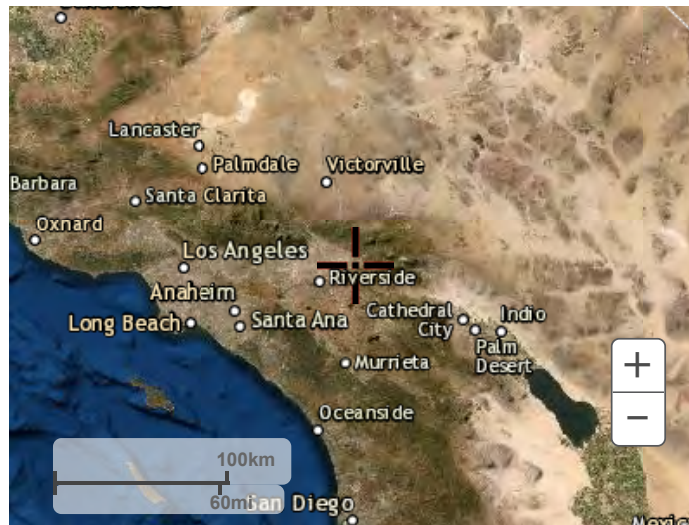 Lancaster
Palmdale
Victorville
Barbara
Santa Clarita
Oxnard
Los Angeles
Riverside
Anaheim
Cathedral
City
Indio
Long Beach
Santa Ana
Palm
Desert
Murrieta
+
−
Oceanside
100km
60mi
San Diego